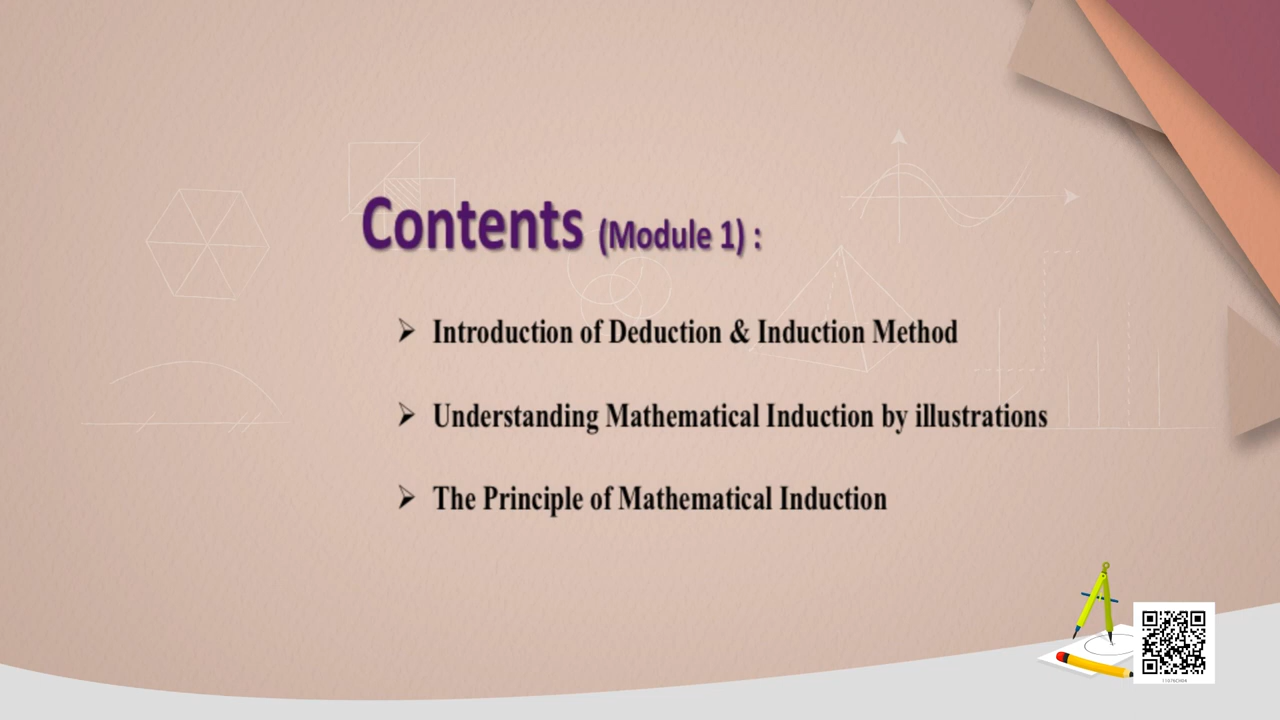 Contents (Module 1) :
➢ Introduction of Deduction & Induction Method
➢ Understanding Mathematical Induction by illustrations
➢ The Principle of Mathematical Induction